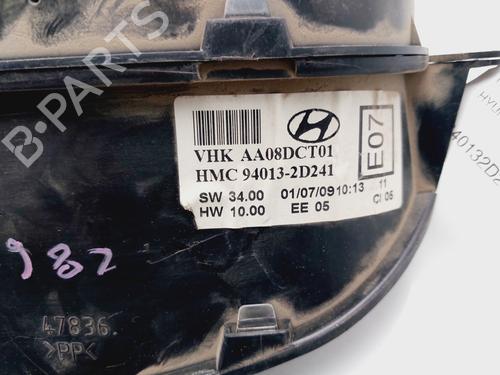 VHK AA08DCT01
HMC 94013-2D241
SW 34.00 01/07/09 10:13 11
HW 10.00 EE 05 CI 05
E07
982
47836.
>PP<
HYU
40132D